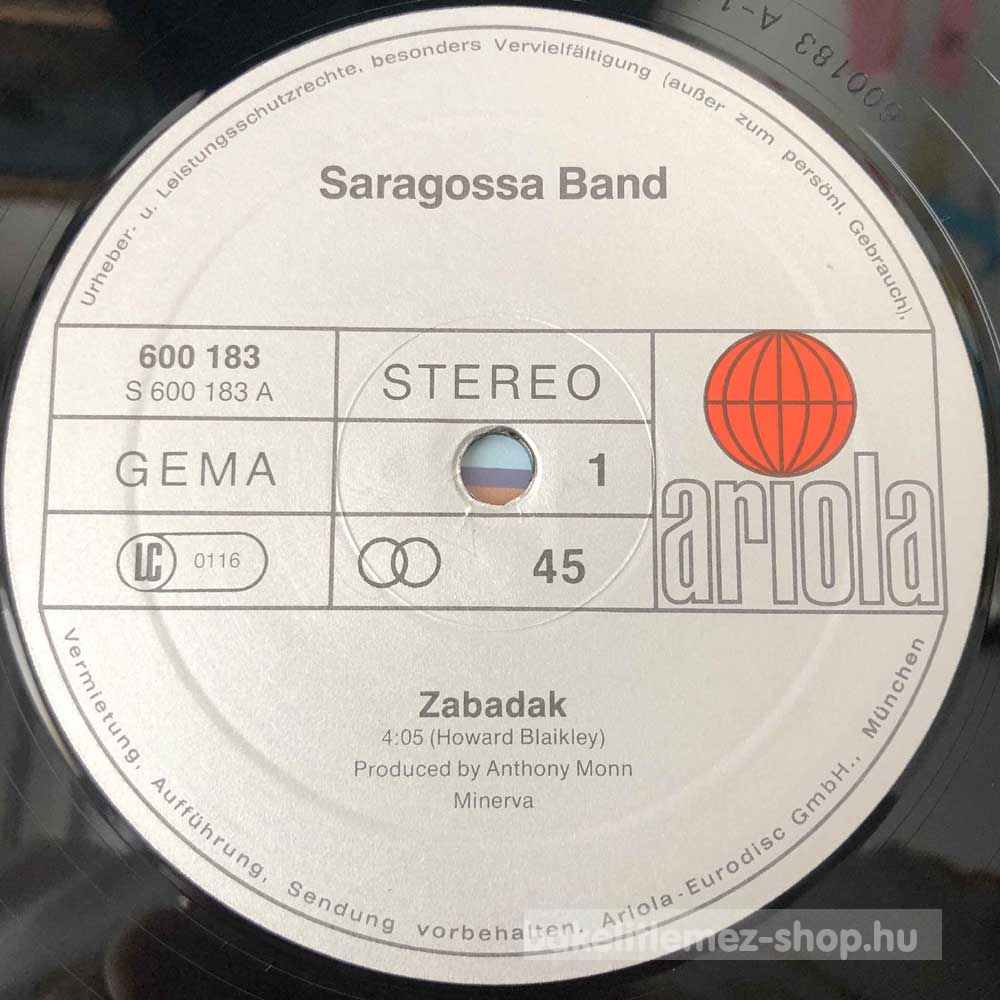 600183 A-1
Urheber- u. Leistungsschutzrechte, besonders Vervielfältigung (außer zum persönl. Gebrauch),
Saragossa Band
600 183
S 600 183 A
STEREO
GEMA
1
LC 0116
45
ariola
Zabadak
4:05 (Howard Blaikley)
Produced by Anthony Monn
Minerva
Vermietung, Aufführung, Sendung vorbehalten, Ariola-Eurodisc GmbH., München
bakelitlemez-shop.hu